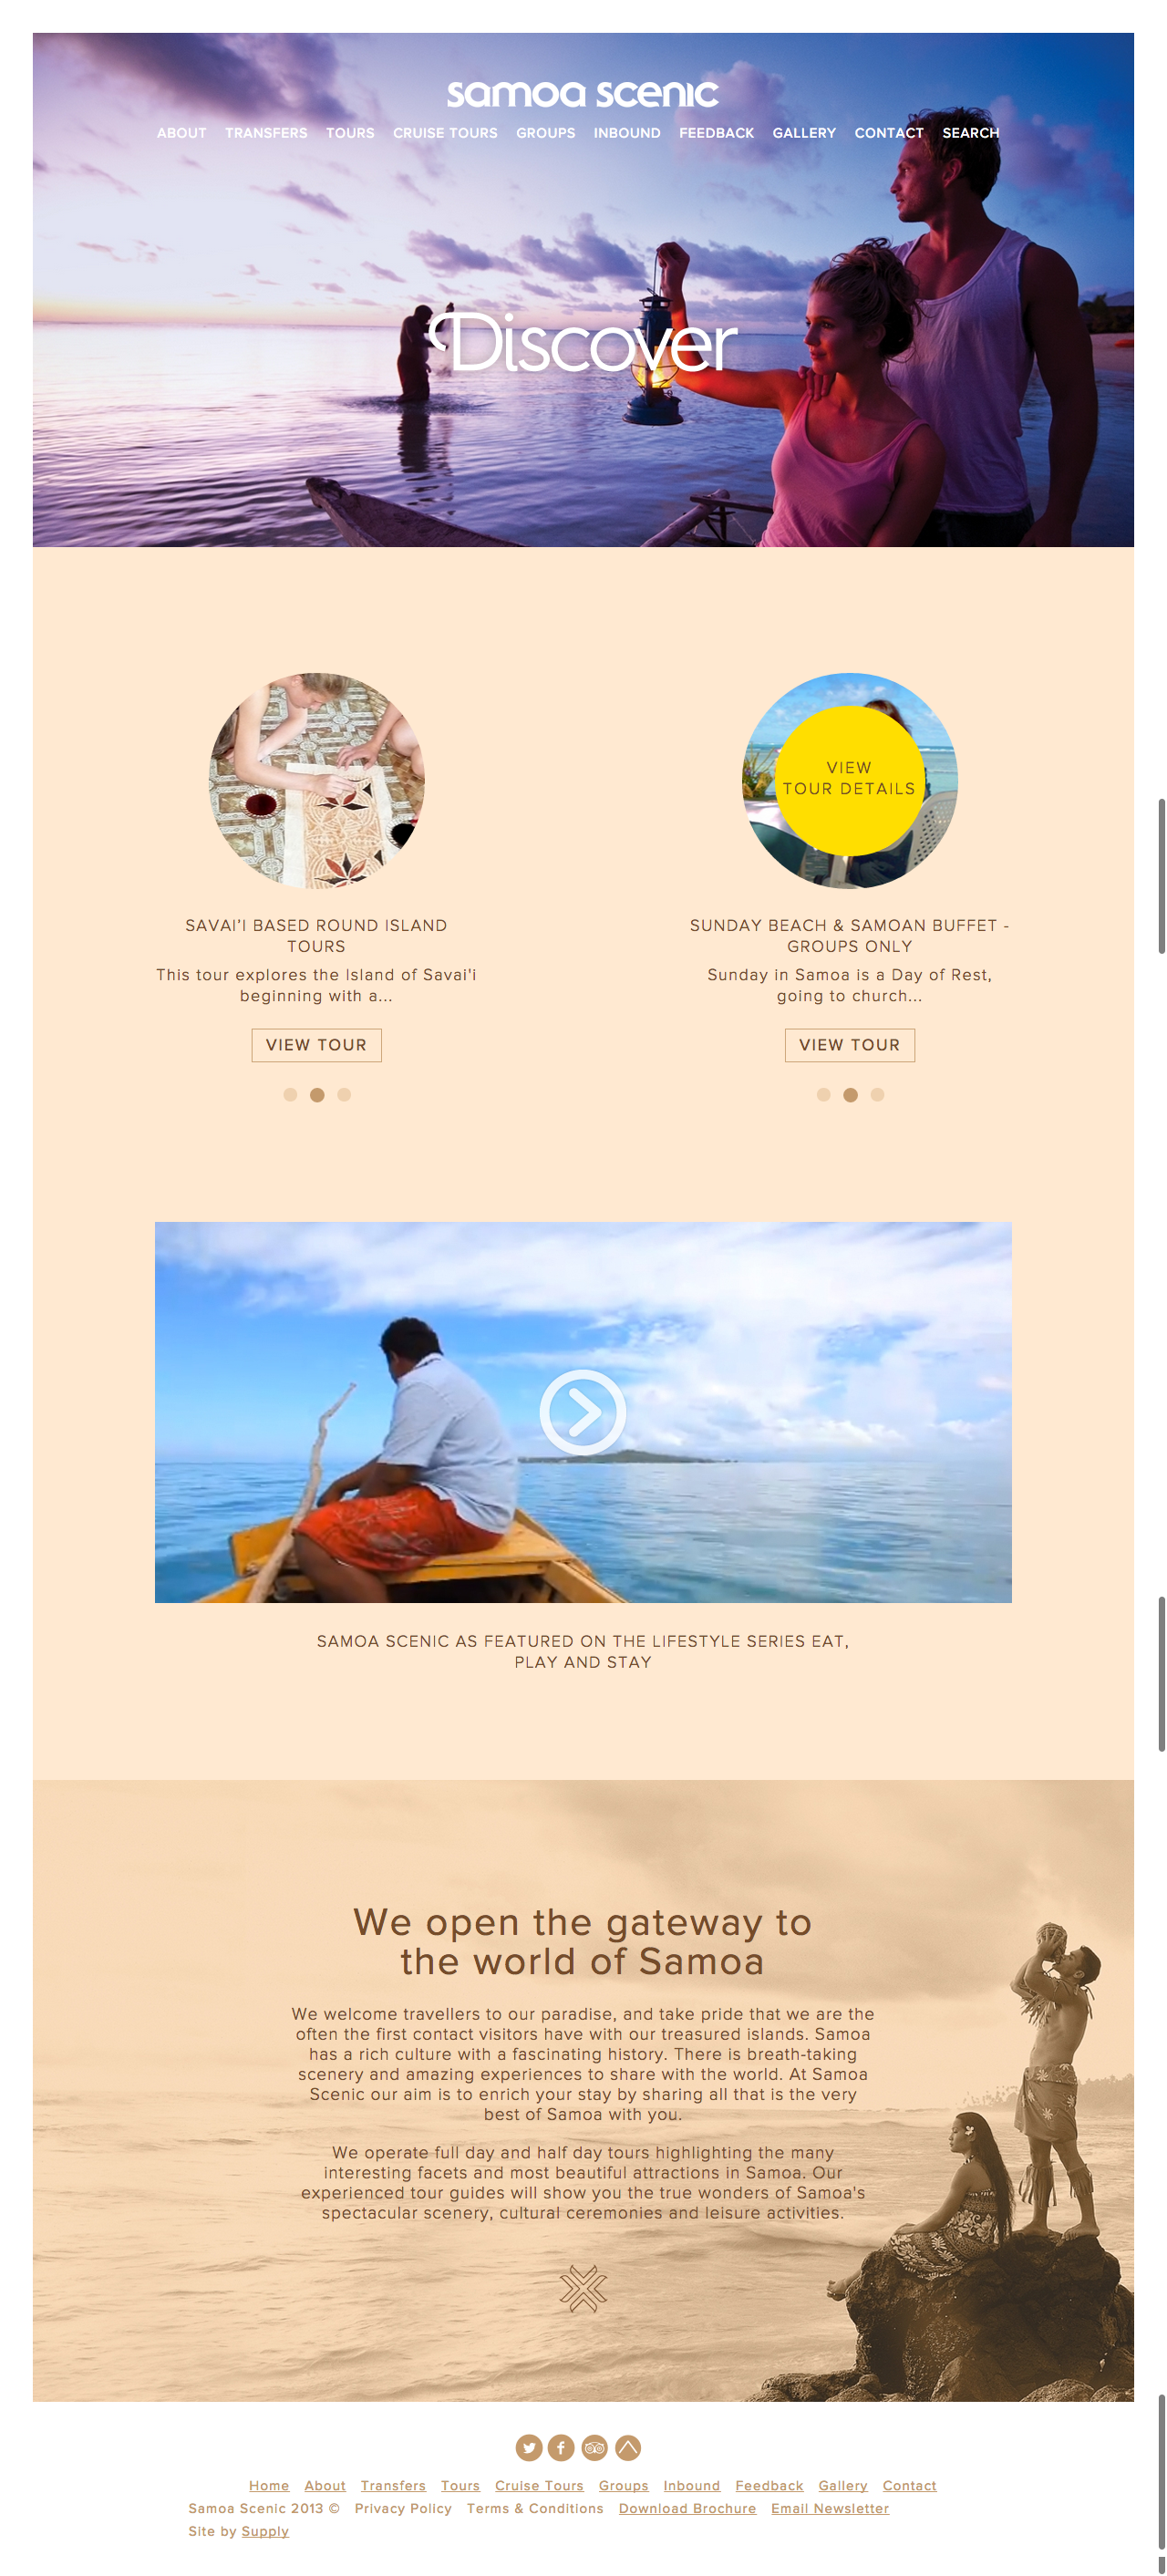 samoa scenic
ABOUT TRANSFERS TOURS CRUISE TOURS GROUPS INBOUND FEEDBACK GALLERY CONTACT SEARCH
Discover
VIEW
TOUR DETAILS
SAVAI'I BASED ROUND ISLAND
TOURS
This tour explores the Island of Savai'i
beginning with a...
VIEW TOUR
SUNDAY BEACH & SAMOAN BUFFET -
GROUPS ONLY
Sunday in Samoa is a Day of Rest,
going to church...
VIEW TOUR
SAMOA SCENIC AS FEATURED ON THE LIFESTYLE SERIES EAT,
PLAY AND STAY
We open the gateway to
the world of Samoa
We welcome travellers to our paradise, and take pride that we are the
often the first contact visitors have with our treasured islands. Samoa
has a rich culture with a fascinating history. There is breath-taking
scenery and amazing experiences to share with the world. At Samoa
Scenic our aim is to enrich your stay by sharing all that is the very
best of Samoa with you.
We operate full day and half day tours highlighting the many
interesting facets and most beautiful attractions in Samoa. Our
experienced tour guides will show you the true wonders of Samoa's
spectacular scenery, cultural ceremonies and leisure activities.
Home About Transfers Tours Cruise Tours Groups Inbound Feedback Gallery Contact
Samoa Scenic 2013 © Privacy Policy Terms & Conditions Download Brochure Email Newsletter
Site by Supply